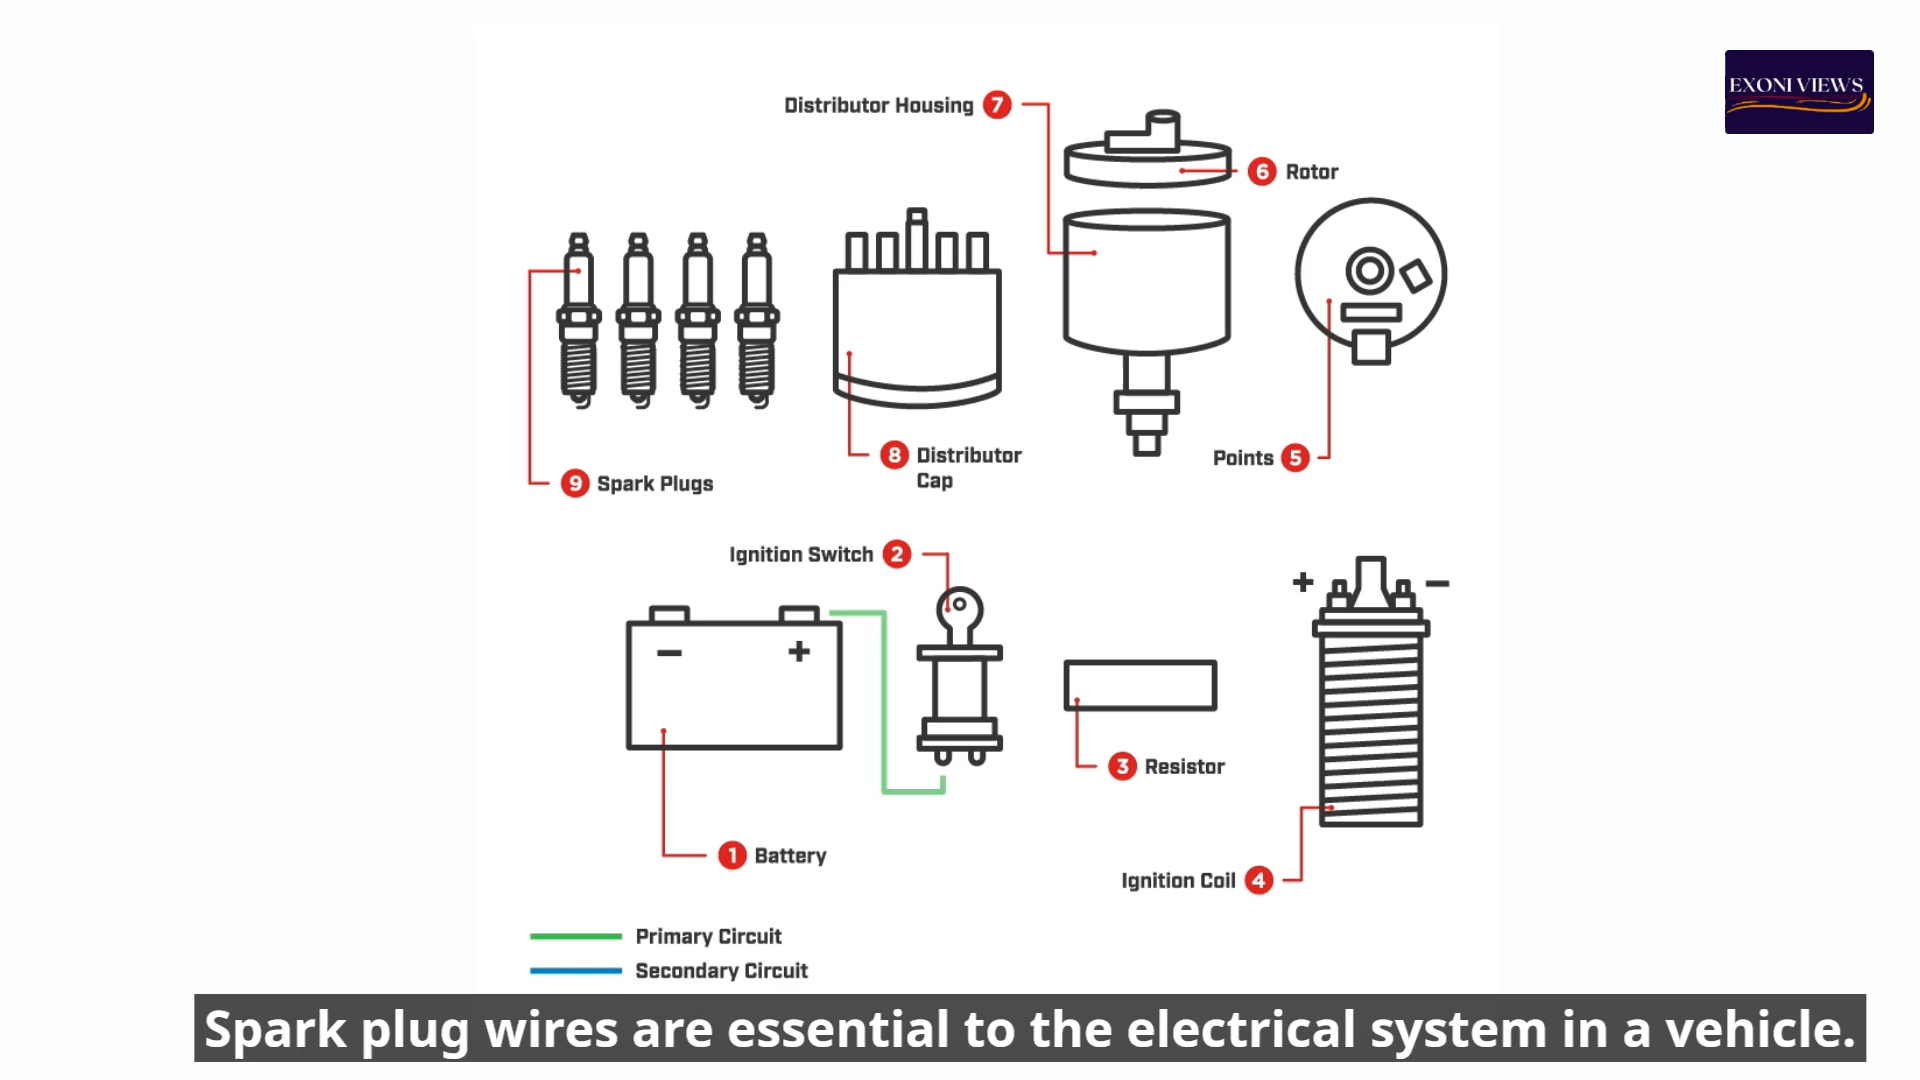 EXONI VIEWS
Distributor Housing 7
6 Rotor
8 Distributor
Cap
Points 5
9 Spark Plugs
Ignition Switch 2
+ −
− +
3 Resistor
1 Battery
Ignition Coil 4
Primary Circuit
Secondary Circuit
Spark plug wires are essential to the electrical system in a vehicle.